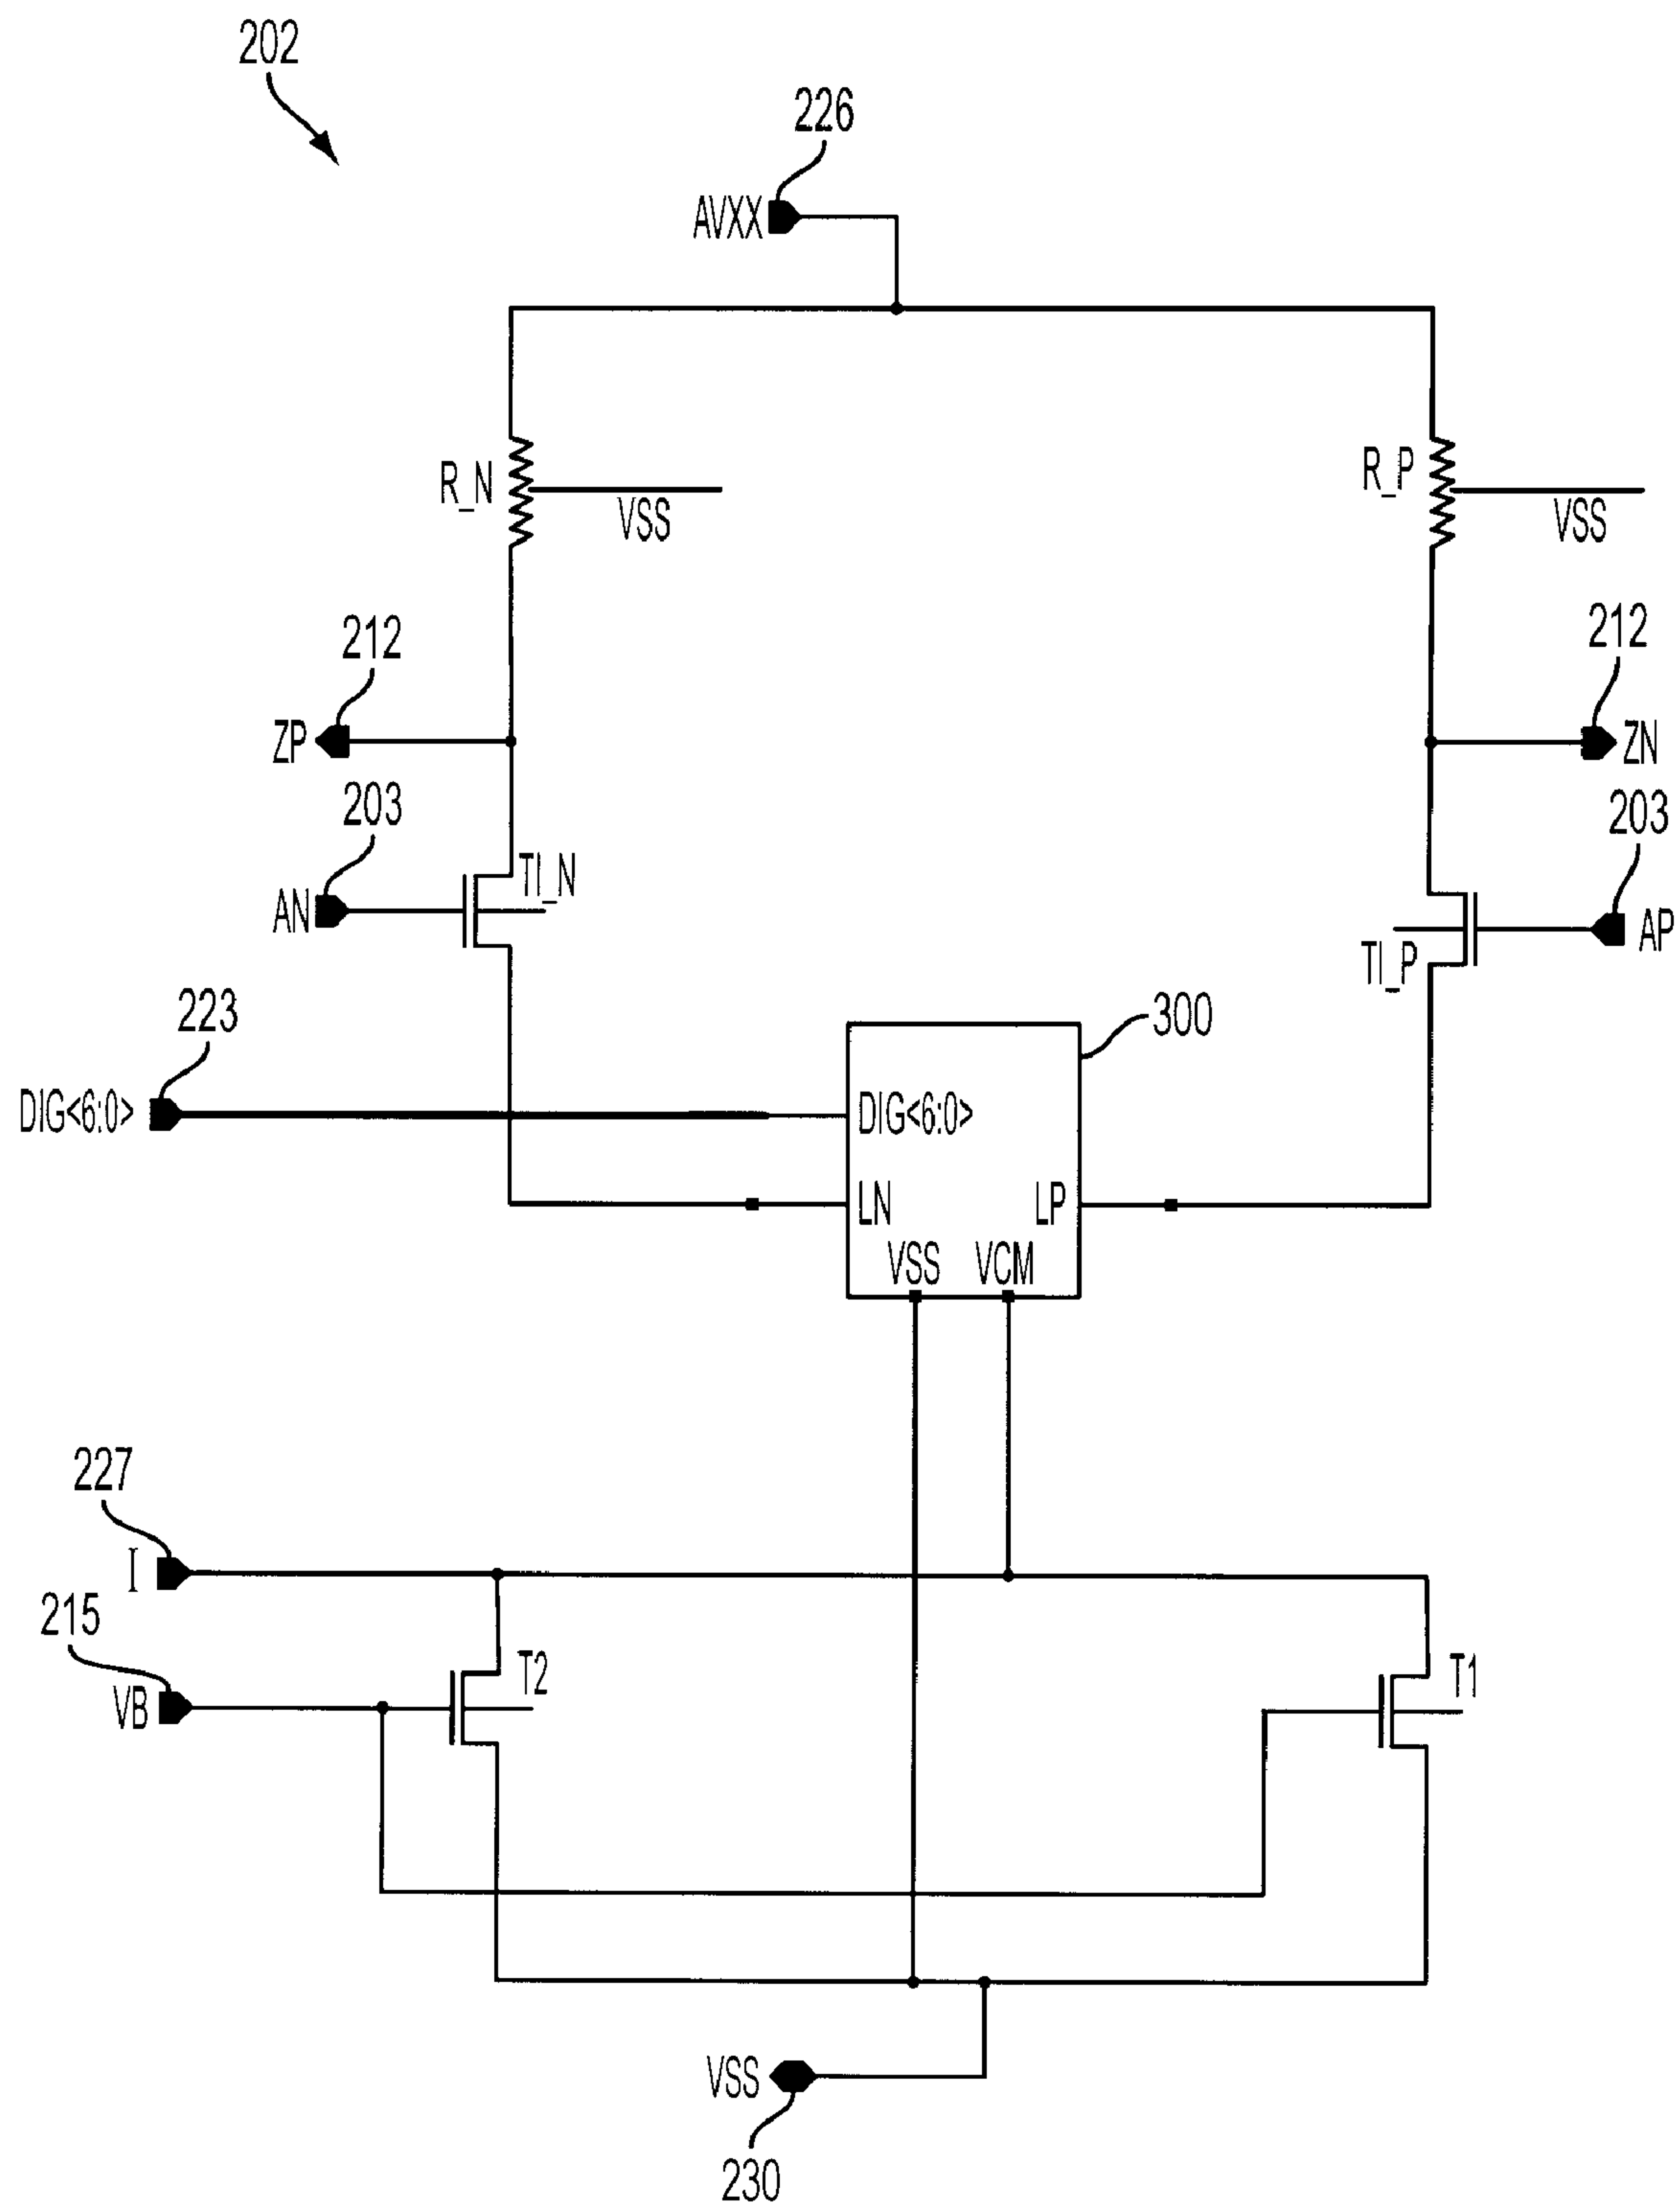 202
226
AVXX
R_N
VSS
R_P
VSS
212
ZP
212
ZN
203
AN
TI_N
203
AP
TI_P
223
DIG<6:0>
300
DIG<6:0>
LN
LP
VSS
VCM
227
I
215
VB
T2
T1
VSS
230